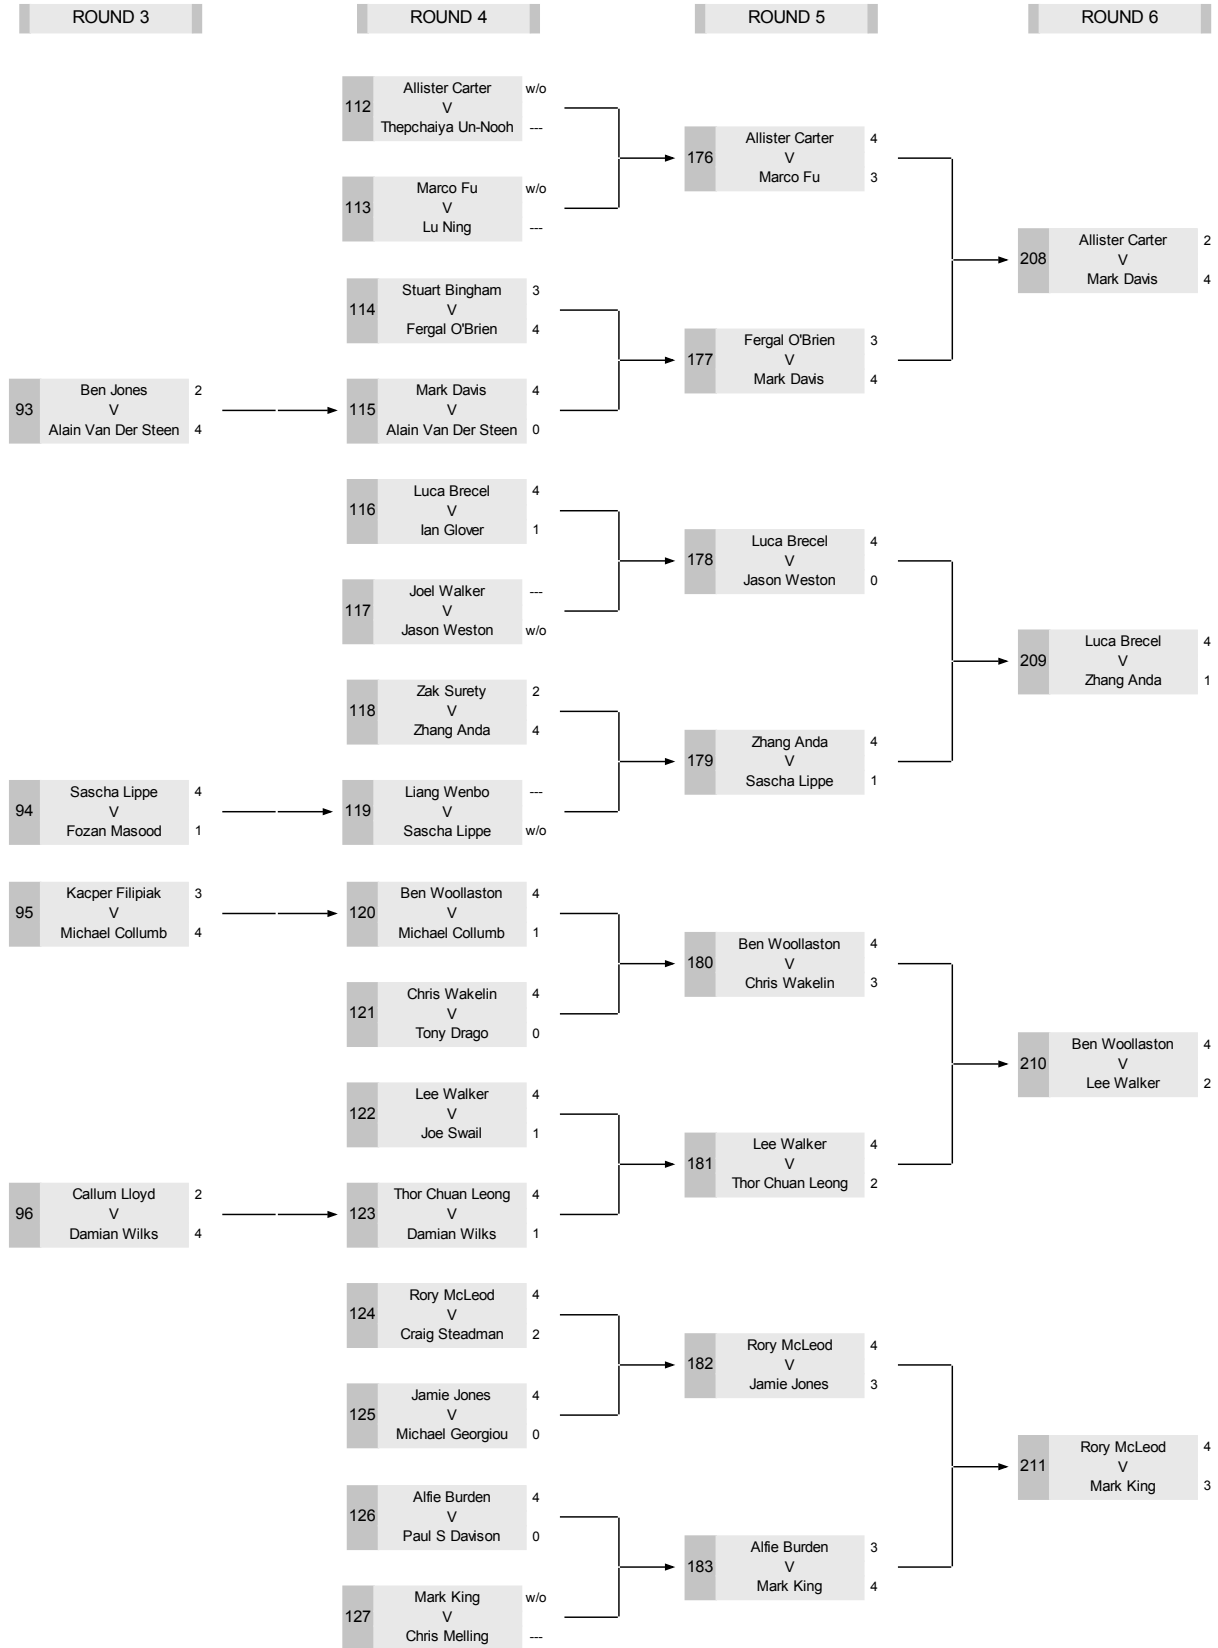 ROUND 3
ROUND 4
ROUND 5
ROUND 6
112
Allister Carter w/o
V
Thepchaiya Un-Nooh ---
113
Marco Fu w/o
V
Lu Ning ---
176
Allister Carter 4
V
Marco Fu 3
208
Allister Carter 2
V
Mark Davis 4
114
Stuart Bingham 3
V
Fergal O'Brien 4
177
Fergal O'Brien 3
V
Mark Davis 4
93
Ben Jones 2
V
Alain Van Der Steen 4
115
Mark Davis 4
V
Alain Van Der Steen 0
116
Luca Brecel 4
V
Ian Glover 1
178
Luca Brecel 4
V
Jason Weston 0
117
Joel Walker ---
V
Jason Weston w/o
209
Luca Brecel 4
V
Zhang Anda 1
118
Zak Surety 2
V
Zhang Anda 4
179
Zhang Anda 4
V
Sascha Lippe 1
94
Sascha Lippe 4
V
Fozan Masood 1
119
Liang Wenbo ---
V
Sascha Lippe w/o
95
Kacper Filipiak 3
V
Michael Collumb 4
120
Ben Woollaston 4
V
Michael Collumb 1
180
Ben Woollaston 4
V
Chris Wakelin 3
121
Chris Wakelin 4
V
Tony Drago 0
210
Ben Woollaston 4
V
Lee Walker 2
122
Lee Walker 4
V
Joe Swail 1
181
Lee Walker 4
V
Thor Chuan Leong 2
96
Callum Lloyd 2
V
Damian Wilks 4
123
Thor Chuan Leong 4
V
Damian Wilks 1
124
Rory McLeod 4
V
Craig Steadman 2
182
Rory McLeod 4
V
Jamie Jones 3
125
Jamie Jones 4
V
Michael Georgiou 0
211
Rory McLeod 4
V
Mark King 3
126
Alfie Burden 4
V
Paul S Davison 0
183
Alfie Burden 3
V
Mark King 4
127
Mark King w/o
V
Chris Melling ---